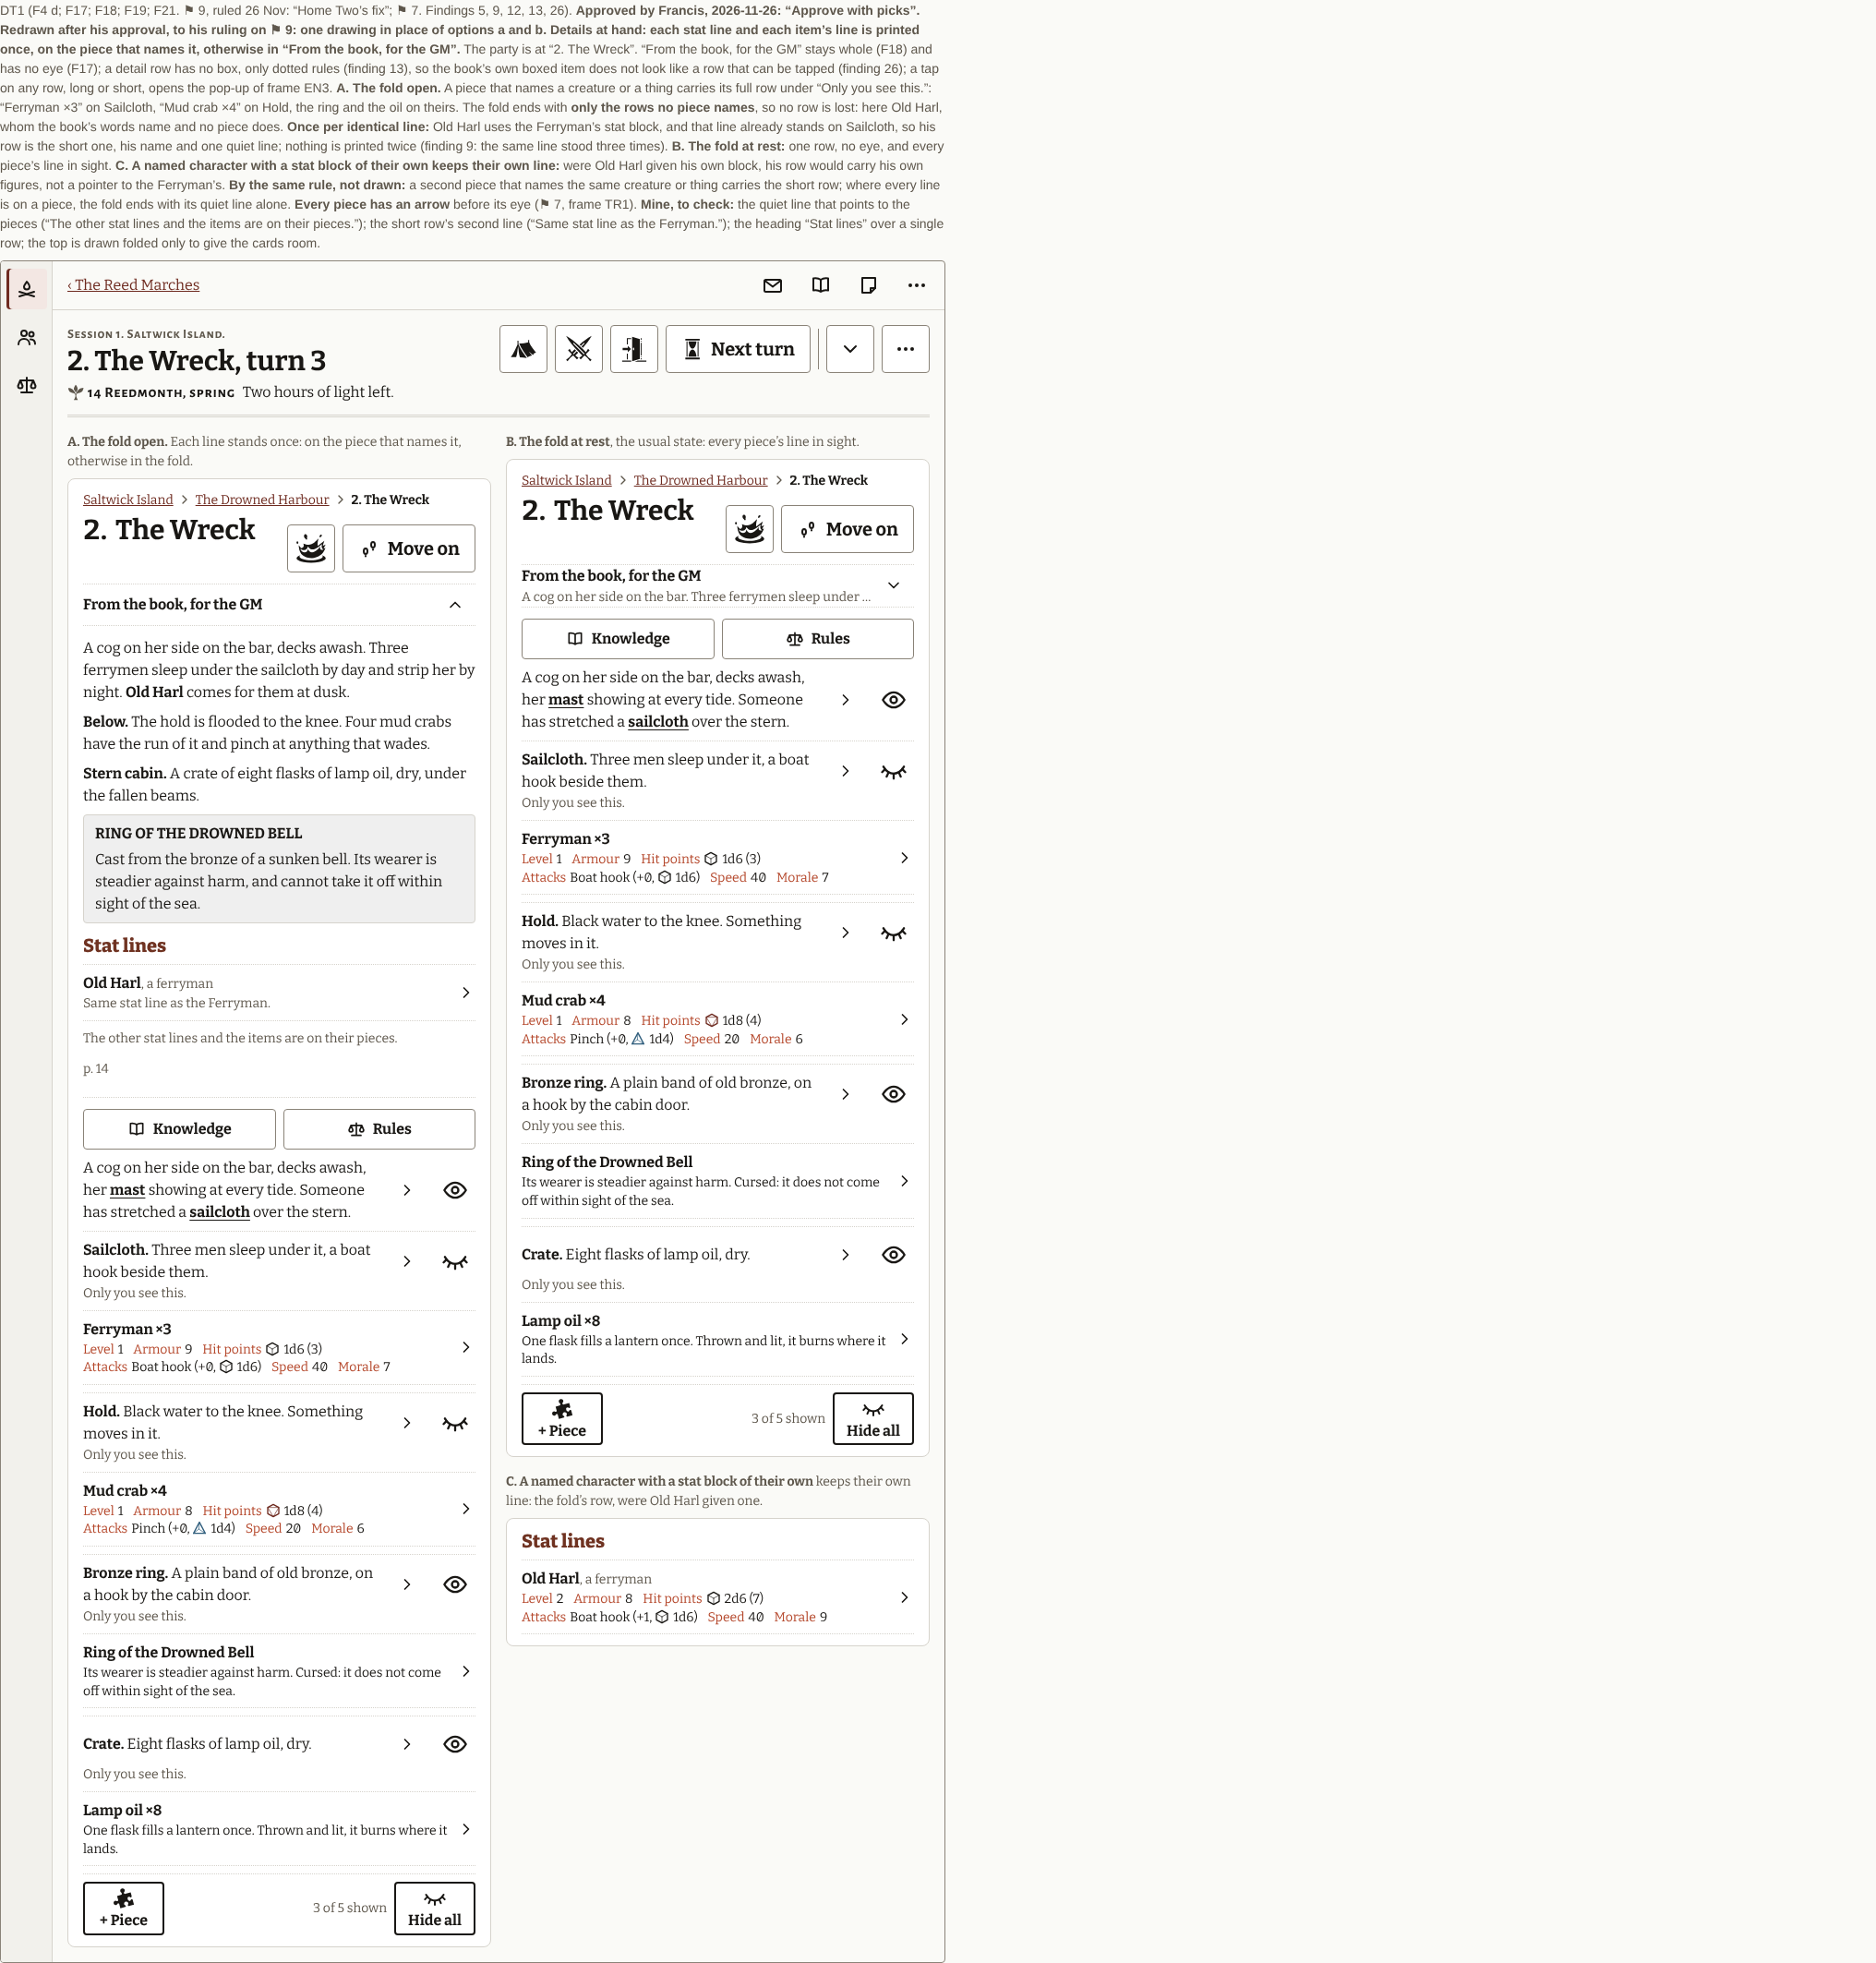 DT1 (F4 d; F17; F18; F19; F21. ⚑ 9, ruled 26 Nov: “Home Two’s fix”; ⚑ 7. Findings 5, 9, 12, 13, 26). Approved by Francis, 2026-11-26: “Approve with picks”.
Redrawn after his approval, to his ruling on ⚑ 9: one drawing in place of options a and b. Details at hand: each stat line and each item’s line is printed
once, on the piece that names it, otherwise in “From the book, for the GM”. The party is at “2. The Wreck”. “From the book, for the GM” stays whole (F18) and
has no eye (F17); a detail row has no box, only dotted rules (finding 13), so the book’s own boxed item does not look like a row that can be tapped (finding 26); a tap
on any row, long or short, opens the pop-up of frame EN3. A. The fold open. A piece that names a creature or a thing carries its full row under “Only you see this.”:
“Ferryman ×3” on Sailcloth, “Mud crab ×4” on Hold, the ring and the oil on theirs. The fold ends with only the rows no piece names, so no row is lost: here Old Harl,
whom the book’s words name and no piece does. Once per identical line: Old Harl uses the Ferryman’s stat block, and that line already stands on Sailcloth, so his
row is the short one, his name and one quiet line; nothing is printed twice (finding 9: the same line stood three times). B. The fold at rest: one row, no eye, and every
piece’s line in sight. C. A named character with a stat block of their own keeps their own line: were Old Harl given his own block, his row would carry his own
figures, not a pointer to the Ferryman’s. By the same rule, not drawn: a second piece that names the same creature or thing carries the short row; where every line
is on a piece, the fold ends with its quiet line alone. Every piece has an arrow before its eye (⚑ 7, frame TR1). Mine, to check: the quiet line that points to the
pieces (“The other stat lines and the items are on their pieces.”); the short row’s second line (“Same stat line as the Ferryman.”); the heading “Stat lines” over a single
row; the top is drawn folded only to give the cards room.
‹ The Reed Marches
Session 1. Saltwick Island.
2. The Wreck, turn 3
14 Reedmonth, spring Two hours of light left.
Next turn
A. The fold open. Each line stands once: on the piece that names it,
otherwise in the fold.
Saltwick Island > The Drowned Harbour > 2. The Wreck
2. The Wreck
Move on
From the book, for the GM
A cog on her side on the bar, decks awash. Three
ferrymen sleep under the sailcloth by day and strip her by
night. Old Harl comes for them at dusk.
Below. The hold is flooded to the knee. Four mud crabs
have the run of it and pinch at anything that wades.
Stern cabin. A crate of eight flasks of lamp oil, dry, under
the fallen beams.
RING OF THE DROWNED BELL
Cast from the bronze of a sunken bell. Its wearer is
steadier against harm, and cannot take it off within
sight of the sea.
Stat lines
Old Harl, a ferryman
Same stat line as the Ferryman.
The other stat lines and the items are on their pieces.
p. 14
Knowledge
Rules
A cog on her side on the bar, decks awash,
her mast showing at every tide. Someone
has stretched a sailcloth over the stern.
Sailcloth. Three men sleep under it, a boat
hook beside them.
Only you see this.
Ferryman ×3
Level 1 Armour 9 Hit points 1d6 (3)
Attacks Boat hook (+0, 1d6) Speed 40 Morale 7
Hold. Black water to the knee. Something
moves in it.
Only you see this.
Mud crab ×4
Level 1 Armour 8 Hit points 1d8 (4)
Attacks Pinch (+0, 1d4) Speed 20 Morale 6
Bronze ring. A plain band of old bronze, on
a hook by the cabin door.
Only you see this.
Ring of the Drowned Bell
Its wearer is steadier against harm. Cursed: it does not come
off within sight of the sea.
Crate. Eight flasks of lamp oil, dry.
Only you see this.
Lamp oil ×8
One flask fills a lantern once. Thrown and lit, it burns where it
lands.
+ Piece
3 of 5 shown
Hide all
B. The fold at rest, the usual state: every piece’s line in sight.
Saltwick Island > The Drowned Harbour > 2. The Wreck
2. The Wreck
Move on
From the book, for the GM
A cog on her side on the bar. Three ferrymen sleep under ...
Knowledge
Rules
A cog on her side on the bar, decks awash,
her mast showing at every tide. Someone
has stretched a sailcloth over the stern.
Sailcloth. Three men sleep under it, a boat
hook beside them.
Only you see this.
Ferryman ×3
Level 1 Armour 9 Hit points 1d6 (3)
Attacks Boat hook (+0, 1d6) Speed 40 Morale 7
Hold. Black water to the knee. Something
moves in it.
Only you see this.
Mud crab ×4
Level 1 Armour 8 Hit points 1d8 (4)
Attacks Pinch (+0, 1d4) Speed 20 Morale 6
Bronze ring. A plain band of old bronze, on
a hook by the cabin door.
Only you see this.
Ring of the Drowned Bell
Its wearer is steadier against harm. Cursed: it does not come
off within sight of the sea.
Crate. Eight flasks of lamp oil, dry.
Only you see this.
Lamp oil ×8
One flask fills a lantern once. Thrown and lit, it burns where it
lands.
+ Piece
3 of 5 shown
Hide all
C. A named character with a stat block of their own keeps their own
line: the fold’s row, were Old Harl given one.
Stat lines
Old Harl, a ferryman
Level 2 Armour 8 Hit points 2d6 (7)
Attacks Boat hook (+1, 1d6) Speed 40 Morale 9